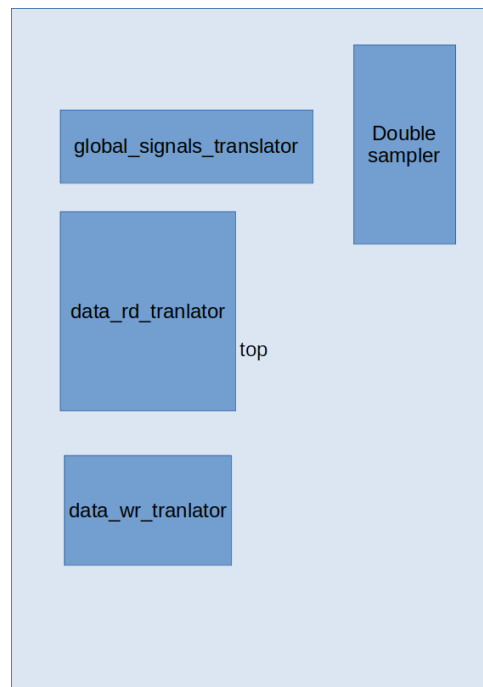 Double
sampler
global_signals_translator
data_rd_tranlator
top
data_wr_tranlator